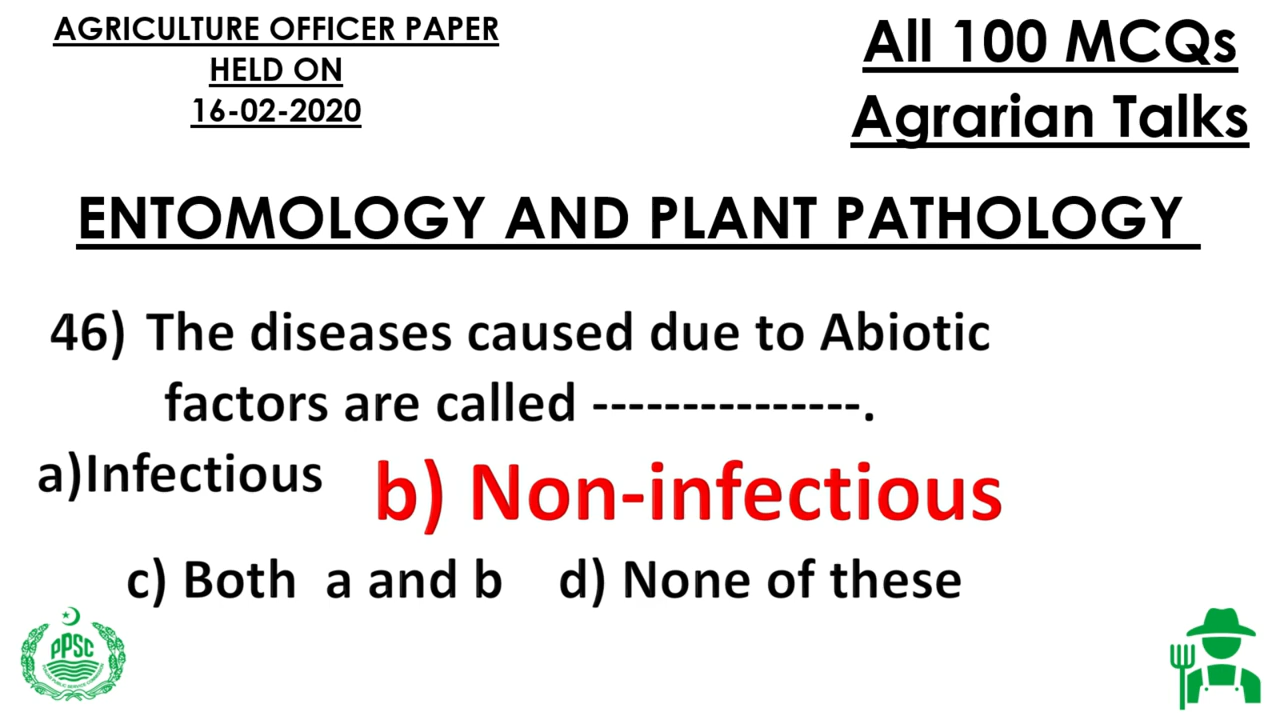 AGRICULTURE OFFICER PAPER
HELD ON
16-02-2020
All 100 MCQs
Agrarian Talks
ENTOMOLOGY AND PLANT PATHOLOGY
46) The diseases caused due to Abiotic
factors are called ---------------.
a)Infectious b) Non-infectious
c) Both a and b d) None of these
PPSC